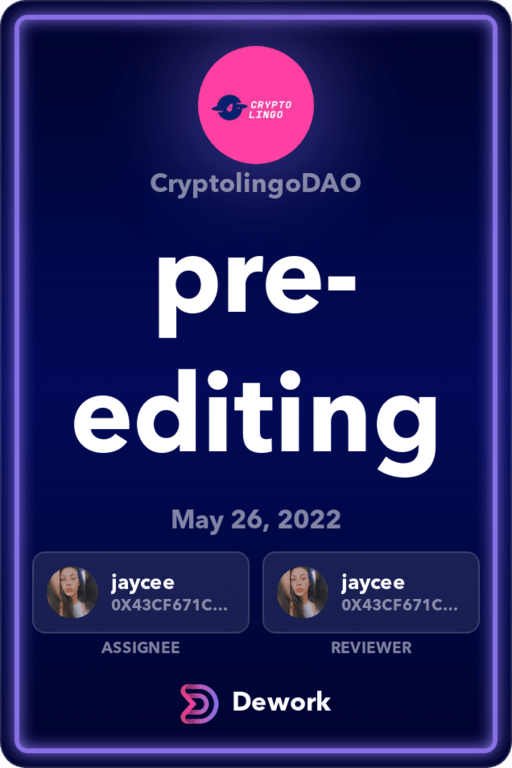 CRYPTO
LINGO
CryptolingoDAO
pre-
editing
May 26, 2022
jaycee
0X43CF671C...
ASSIGNEE
jaycee
0X43CF671C...
REVIEWER
Dework